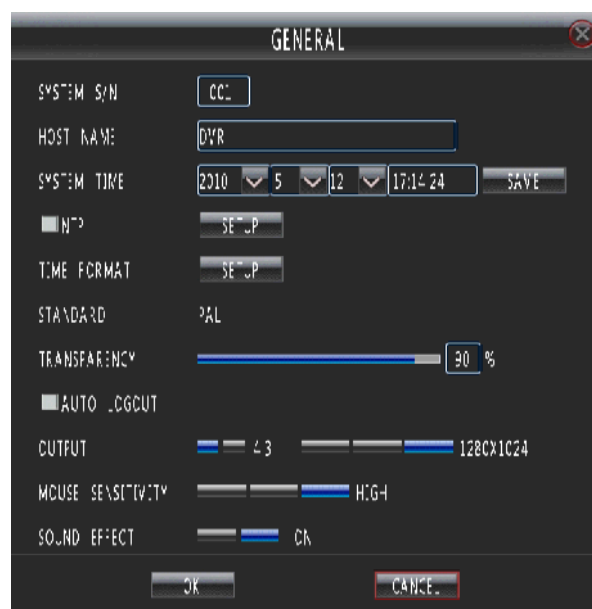 GENERAL
SYSTEM S/N 001
HOST NAME DVR
SYSTEM TIME 2010 5 12 17:14:24 SAVE
NTP SETUP
TIME FORMAT SETUP
STANDARD PAL
TRANSPARENCY 90 %
AUTO LOGOUT
OUTPUT 4:3 1280X1024
MOUSE SENSITIVITY HIGH
SOUND EFFECT ON
OK CANCEL